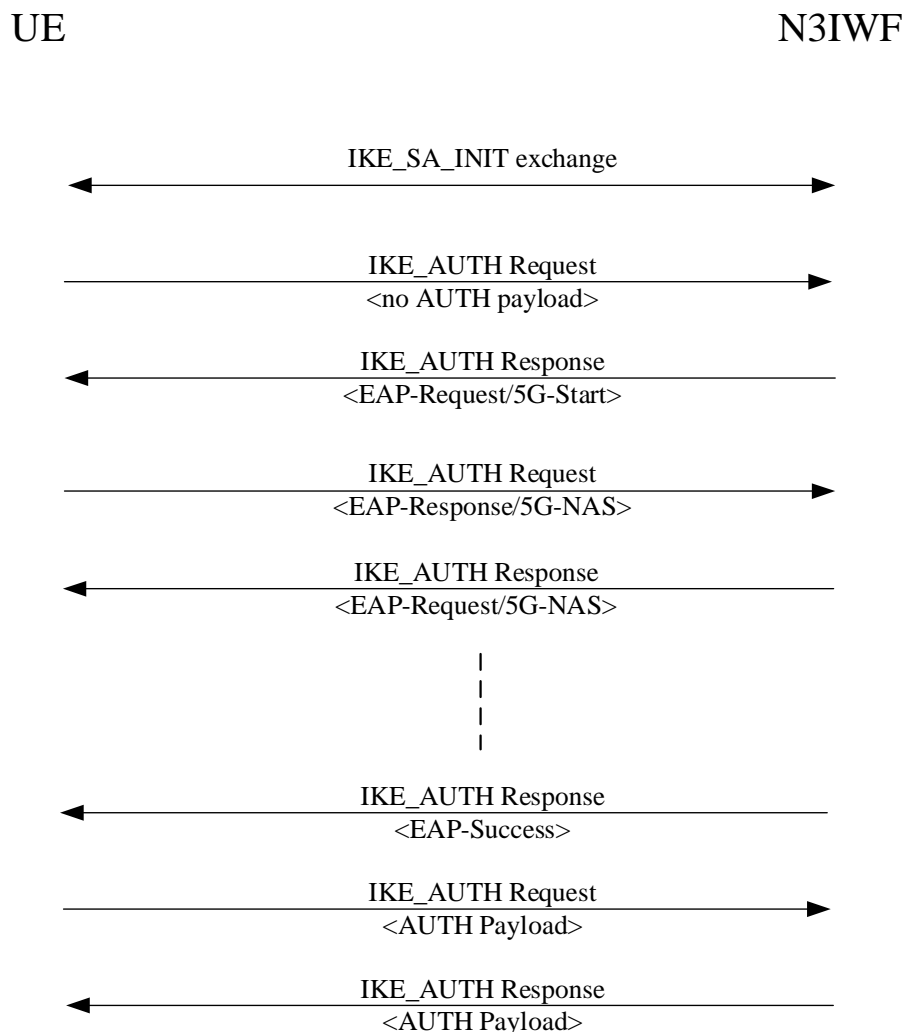 UE N3IWF
IKE_SA_INIT exchange
IKE_AUTH Request
<no AUTH payload>
IKE_AUTH Response
<EAP-Request/5G-Start>
IKE_AUTH Request
<EAP-Response/5G-NAS>
IKE_AUTH Response
<EAP-Request/5G-NAS>
IKE_AUTH Response
<EAP-Success>
IKE_AUTH Request
<AUTH Payload>
IKE_AUTH Response
<AUTH Payload>